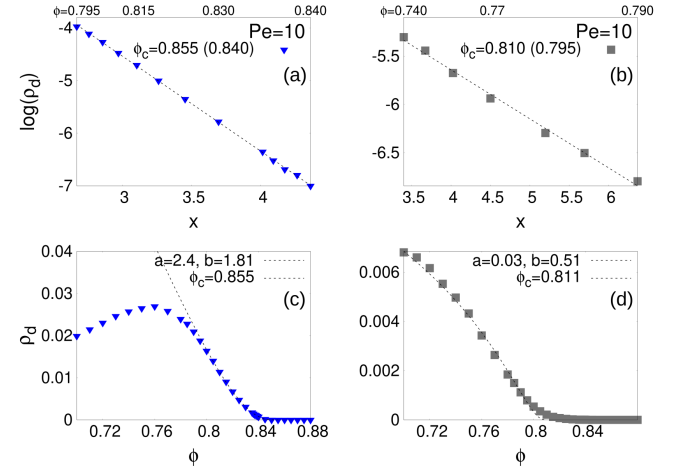 ϕ=0.795 0.815 0.830 0.840
-4
-5
-6
-7
log(ρd)
Pe=10
ϕc=0.855 (0.840)
(a)
3 3.5 4
x
ϕ=0.740 0.77 0.790
-5.5
-6
-6.5
Pe=10
ϕc=0.810 (0.795)
(b)
3.5 4 4.5 5 5.5 6
x
0.04
0.03
0.02
0.01
0
ρd
a=2.4, b=1.81
ϕc=0.855
(c)
0.72 0.76 0.8 0.84 0.88
ϕ
0.006
0.004
0.002
0
a=0.03, b=0.51
ϕc=0.811
(d)
0.72 0.76 0.8 0.84
ϕ